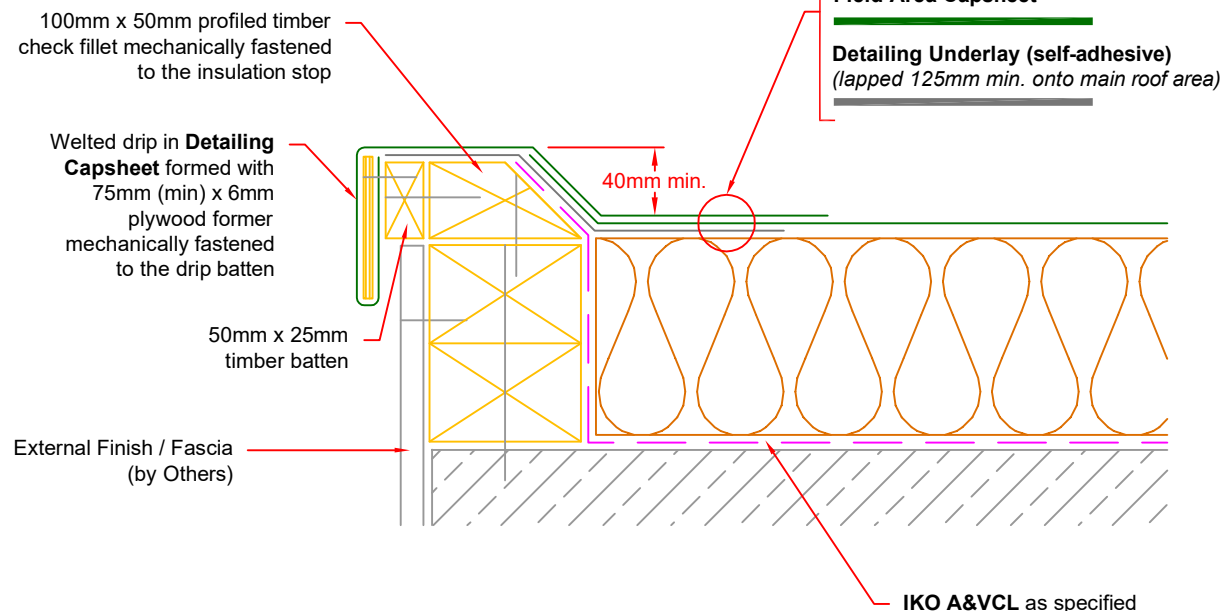 100mm x 50mm profiled timber
check fillet mechanically fastened
to the insulation stop
Field Area Capsheet
Detailing Underlay (self-adhesive)
(lapped 125mm min. onto main roof area)
Welted drip in Detailing
Capsheet formed with
75mm (min) x 6mm
plywood former
mechanically fastened
to the drip batten
40mm min.
50mm x 25mm
timber batten
External Finish / Fascia
(by Others)
IKO A&VCL as specified